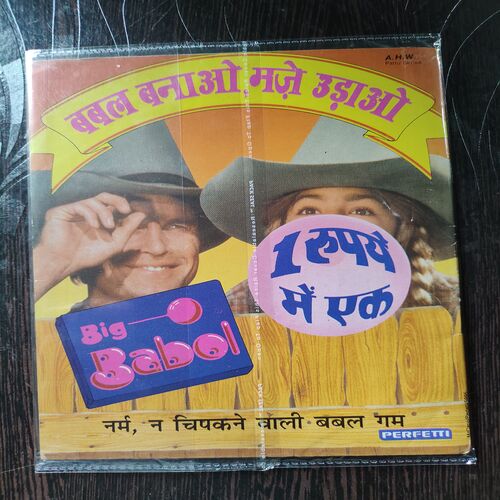 A.H.W.
बबल बनाओ मज़े उड़ाओ
1 रुपये
में एक
Big
Babol
नर्म, न चिपकने वाली बबल गम
PERFETTI